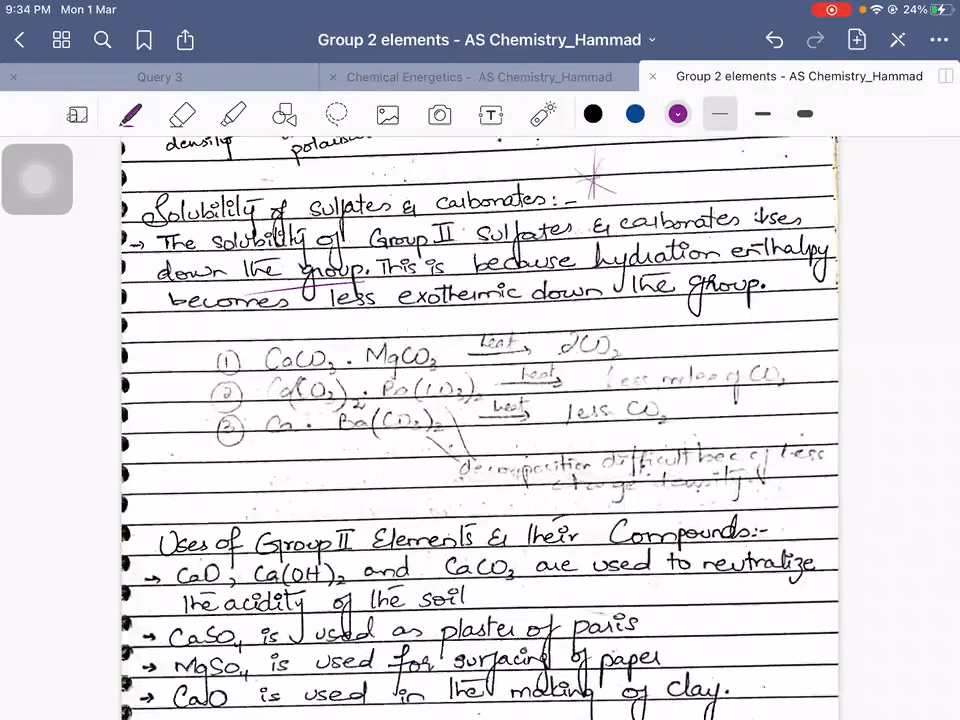 9:34 PM Mon 1 Mar
24%
Group 2 elements - AS Chemistry_Hammad
Query 3
Chemical Energetics - AS Chemistry_Hammad
Group 2 elements - AS Chemistry_Hammad
density
Solubility of sulfates & carbonates:-
→ The solubility of Group II sulfates & carbonates ↓ses
down the group. This is because hydration enthalpy
becomes less exothermic down the group.
① CaCO3 . MgCO3 heat→ 2CO2
② heat→ less moles of CO2
③ Ca . Ba(CO3)2 heat→ less CO2
decomposition difficult bec of less
charge density
Uses of Group II Elements & their Compounds:-
→ CaO, Ca(OH)2 and CaCO3 are used to neutralize
the acidity of the soil
→ CaSO4 is used as plaster of paris
→ MgSO4 is used for surfacing of paper
→ CaO is used in the making of clay.